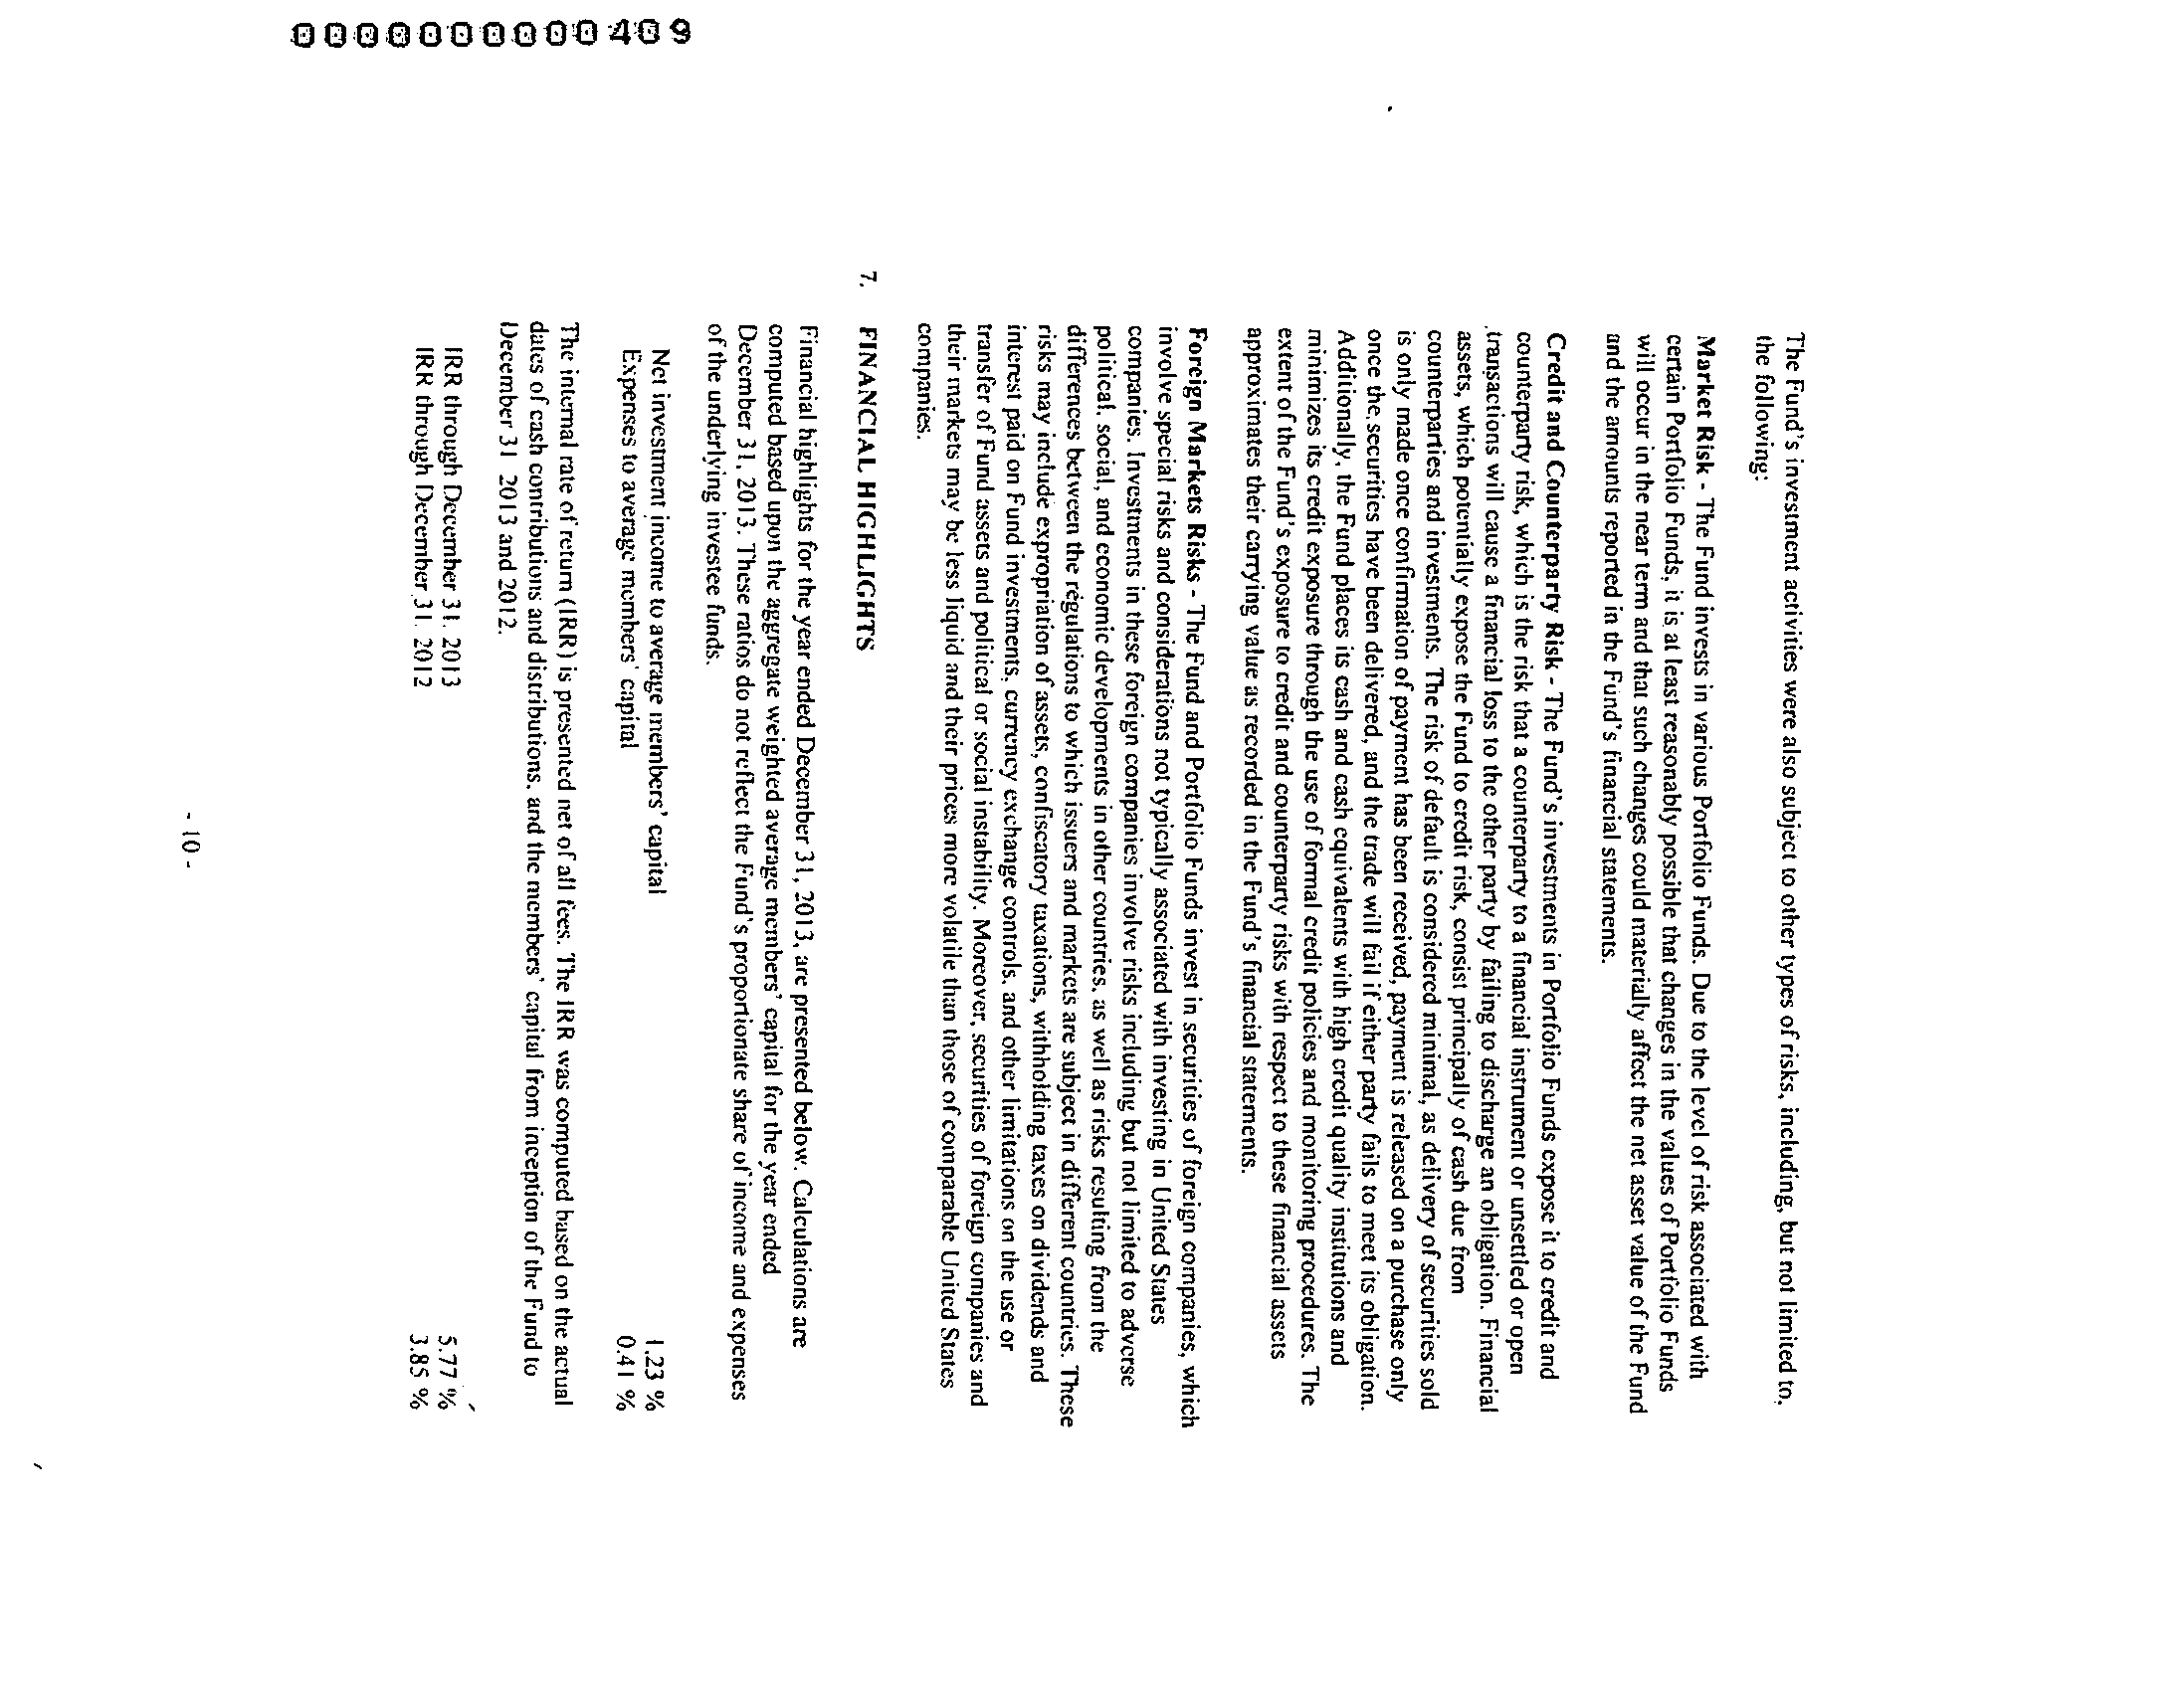 0000000000409
The Fund's investment activities were also subject to other types of risks, including, but not limited to,
the following:
Market Risk - The Fund invests in various Portfolio Funds. Due to the level of risk associated with
certain Portfolio Funds, it is at least reasonably possible that changes in the values of Portfolio Funds
will occur in the near term and that such changes could materially affect the net asset value of the Fund
and the amounts reported in the Fund's financial statements.
Credit and Counterparty Risk - The Fund's investments in Portfolio Funds expose it to credit and
counterparty risk, which is the risk that a counterparty to a financial instrument or unsettled or open
transactions will cause a financial loss to the other party by failing to discharge an obligation. Financial
assets, which potentially expose the Fund to credit risk, consist principally of cash due from
counterparties and investments. The risk of default is considered minimal, as delivery of securities sold
is only made once confirmation of payment has been received, payment is released on a purchase only
once the securities have been delivered, and the trade will fail if either party fails to meet its obligation.
Additionally, the Fund places its cash and cash equivalents with high credit quality institutions and
minimizes its credit exposure through the use of formal credit policies and monitoring procedures. The
extent of the Fund's exposure to credit and counterparty risks with respect to these financial assets
approximates their carrying value as recorded in the Fund's financial statements.
Foreign Markets Risks - The Fund and Portfolio Funds invest in securities of foreign companies, which
involve special risks and considerations not typically associated with investing in United States
companies. Investments in these foreign companies involve risks including but not limited to adverse
political, social, and economic developments in other countries, as well as risks resulting from the
differences between the regulations to which issuers and markets are subject in different countries. These
risks may include expropriation of assets, confiscatory taxations, withholding taxes on dividends and
interest paid on Fund investments, currency exchange controls, and other limitations on the use or
transfer of Fund assets and political or social instability. Moreover, securities of foreign companies and
their markets may be less liquid and their prices more volatile than those of comparable United States
companies.
7. FINANCIAL HIGHLIGHTS
Financial highlights for the year ended December 31, 2013, are presented below. Calculations are
computed based upon the aggregate weighted average members' capital for the year ended
December 31, 2013. These ratios do not reflect the Fund's proportionate share of income and expenses
of the underlying investee funds.
Net investment income to average members' capital 1.23 %
Expenses to average members' capital 0.41 %
The internal rate of return (IRR) is presented net of all fees. The IRR was computed based on the actual
dates of cash contributions and distributions, and the members' capital from inception of the Fund to
December 31 2013 and 2012.
IRR through December 31, 2013 5.77 %
IRR through December 31, 2012 3.85 %
- 10 -